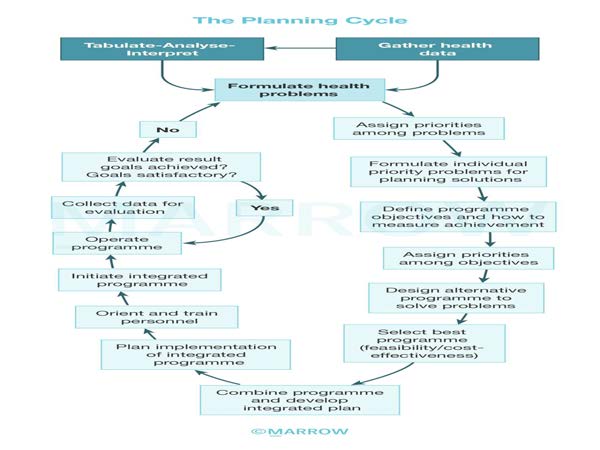 The Planning Cycle
Tabulate-Analyse-
Interpret
Gather health
data
Formulate health
problems
No
Assign priorities
among problems
Evaluate result
goals achieved?
Goals satisfactory?
Formulate individual
priority problems for
planning solutions
Collect data for
evaluation
Yes
Define programme
objectives and how to
measure achievement
Operate
programme
Assign priorities
among objectives
Initiate integrated
programme
Design alternative
programme to
solve problems
Orient and train
personnel
Select best
programme
(feasibility/cost-
effectiveness)
Plan implementation
of integrated
programme
Combine programme
and develop
integrated plan
MARROW
©MARROW